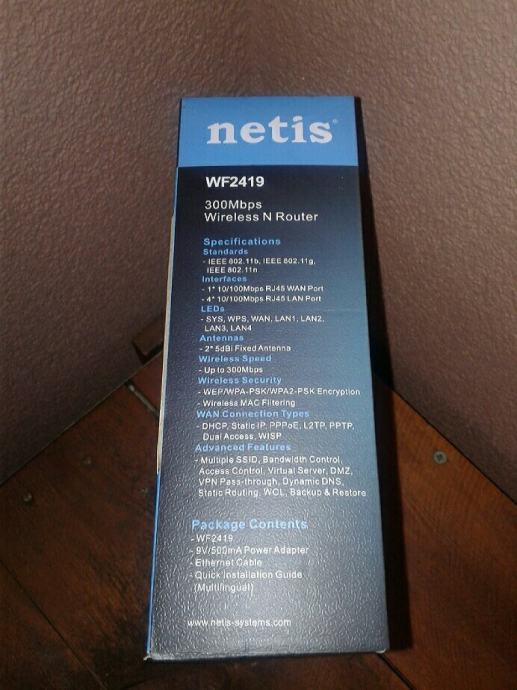 netis®
WF2419
300Mbps
Wireless N Router
Specifications
Standards
- IEEE 802.11b, IEEE 802.11g,
IEEE 802.11n
Interfaces
- 1* 10/100Mbps RJ45 WAN Port
- 4* 10/100Mbps RJ45 LAN Port
LEDs
- SYS, WPS, WAN, LAN1, LAN2,
LAN3, LAN4
Antennas
- 2* 5dBi Fixed Antenna
Wireless Speed
- Up to 300Mbps
Wireless Security
- WEP/WPA-PSK/WPA2-PSK Encryption
- Wireless MAC Filtering
WAN Connection Types
- DHCP, Static IP, PPPoE, L2TP, PPTP,
Dual Access, WISP
Advanced Features
- Multiple SSID, Bandwidth Control,
Access Control, Virtual Server, DMZ,
VPN Pass-through, Dynamic DNS,
Static Routing, WCL, Backup & Restore
Package Contents
- WF2419
- 9V/500mA Power Adapter
- Ethernet Cable
- Quick Installation Guide
(Multilingual)
www.netis-systems.com